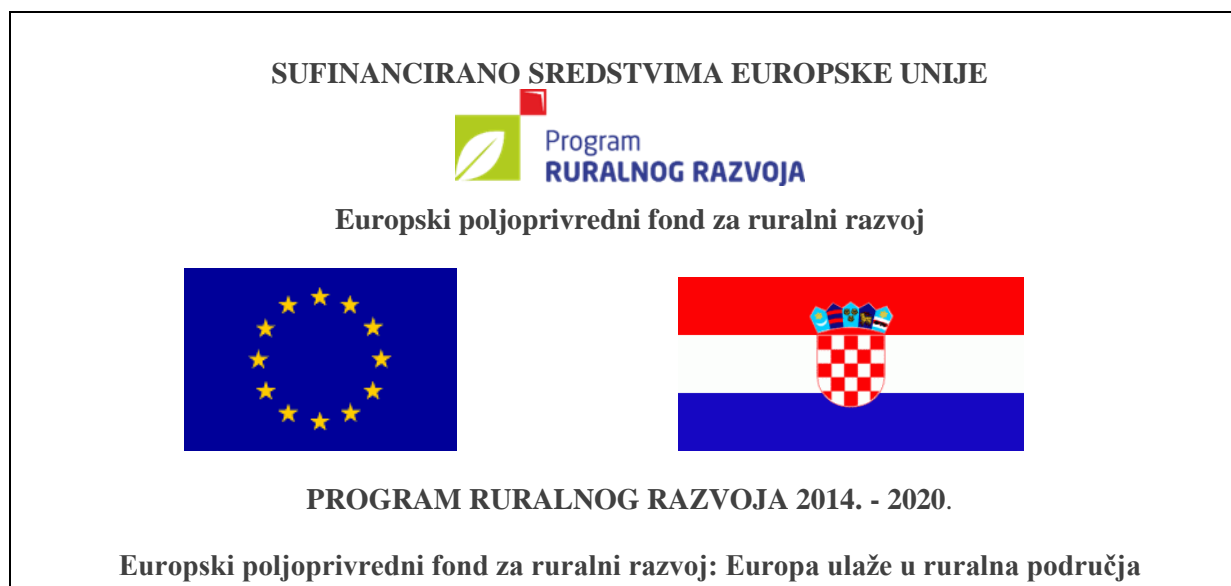 SUFINANCIRANO SREDSTVIMA EUROPSKE UNIJE
Program
RURALNOG RAZVOJA
Europski poljoprivredni fond za ruralni razvoj
PROGRAM RURALNOG RAZVOJA 2014. - 2020.
Europski poljoprivredni fond za ruralni razvoj: Europa ulaže u ruralna područja